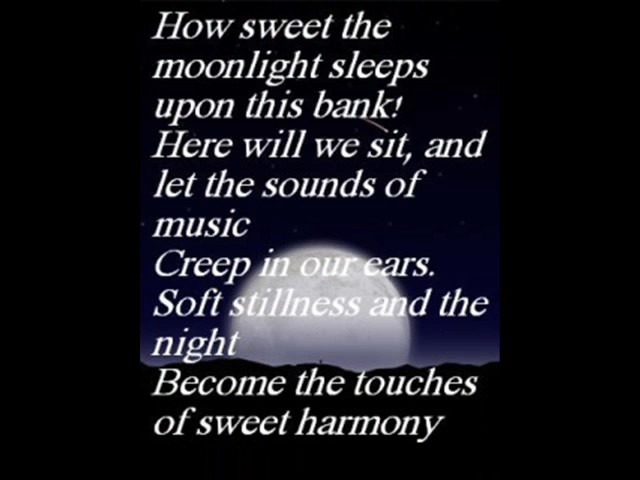 How sweet the
moonlight sleeps
upon this bank!
Here will we sit, and
let the sounds of
music
Creep in our ears.
Soft stillness and the
night
Become the touches
of sweet harmony